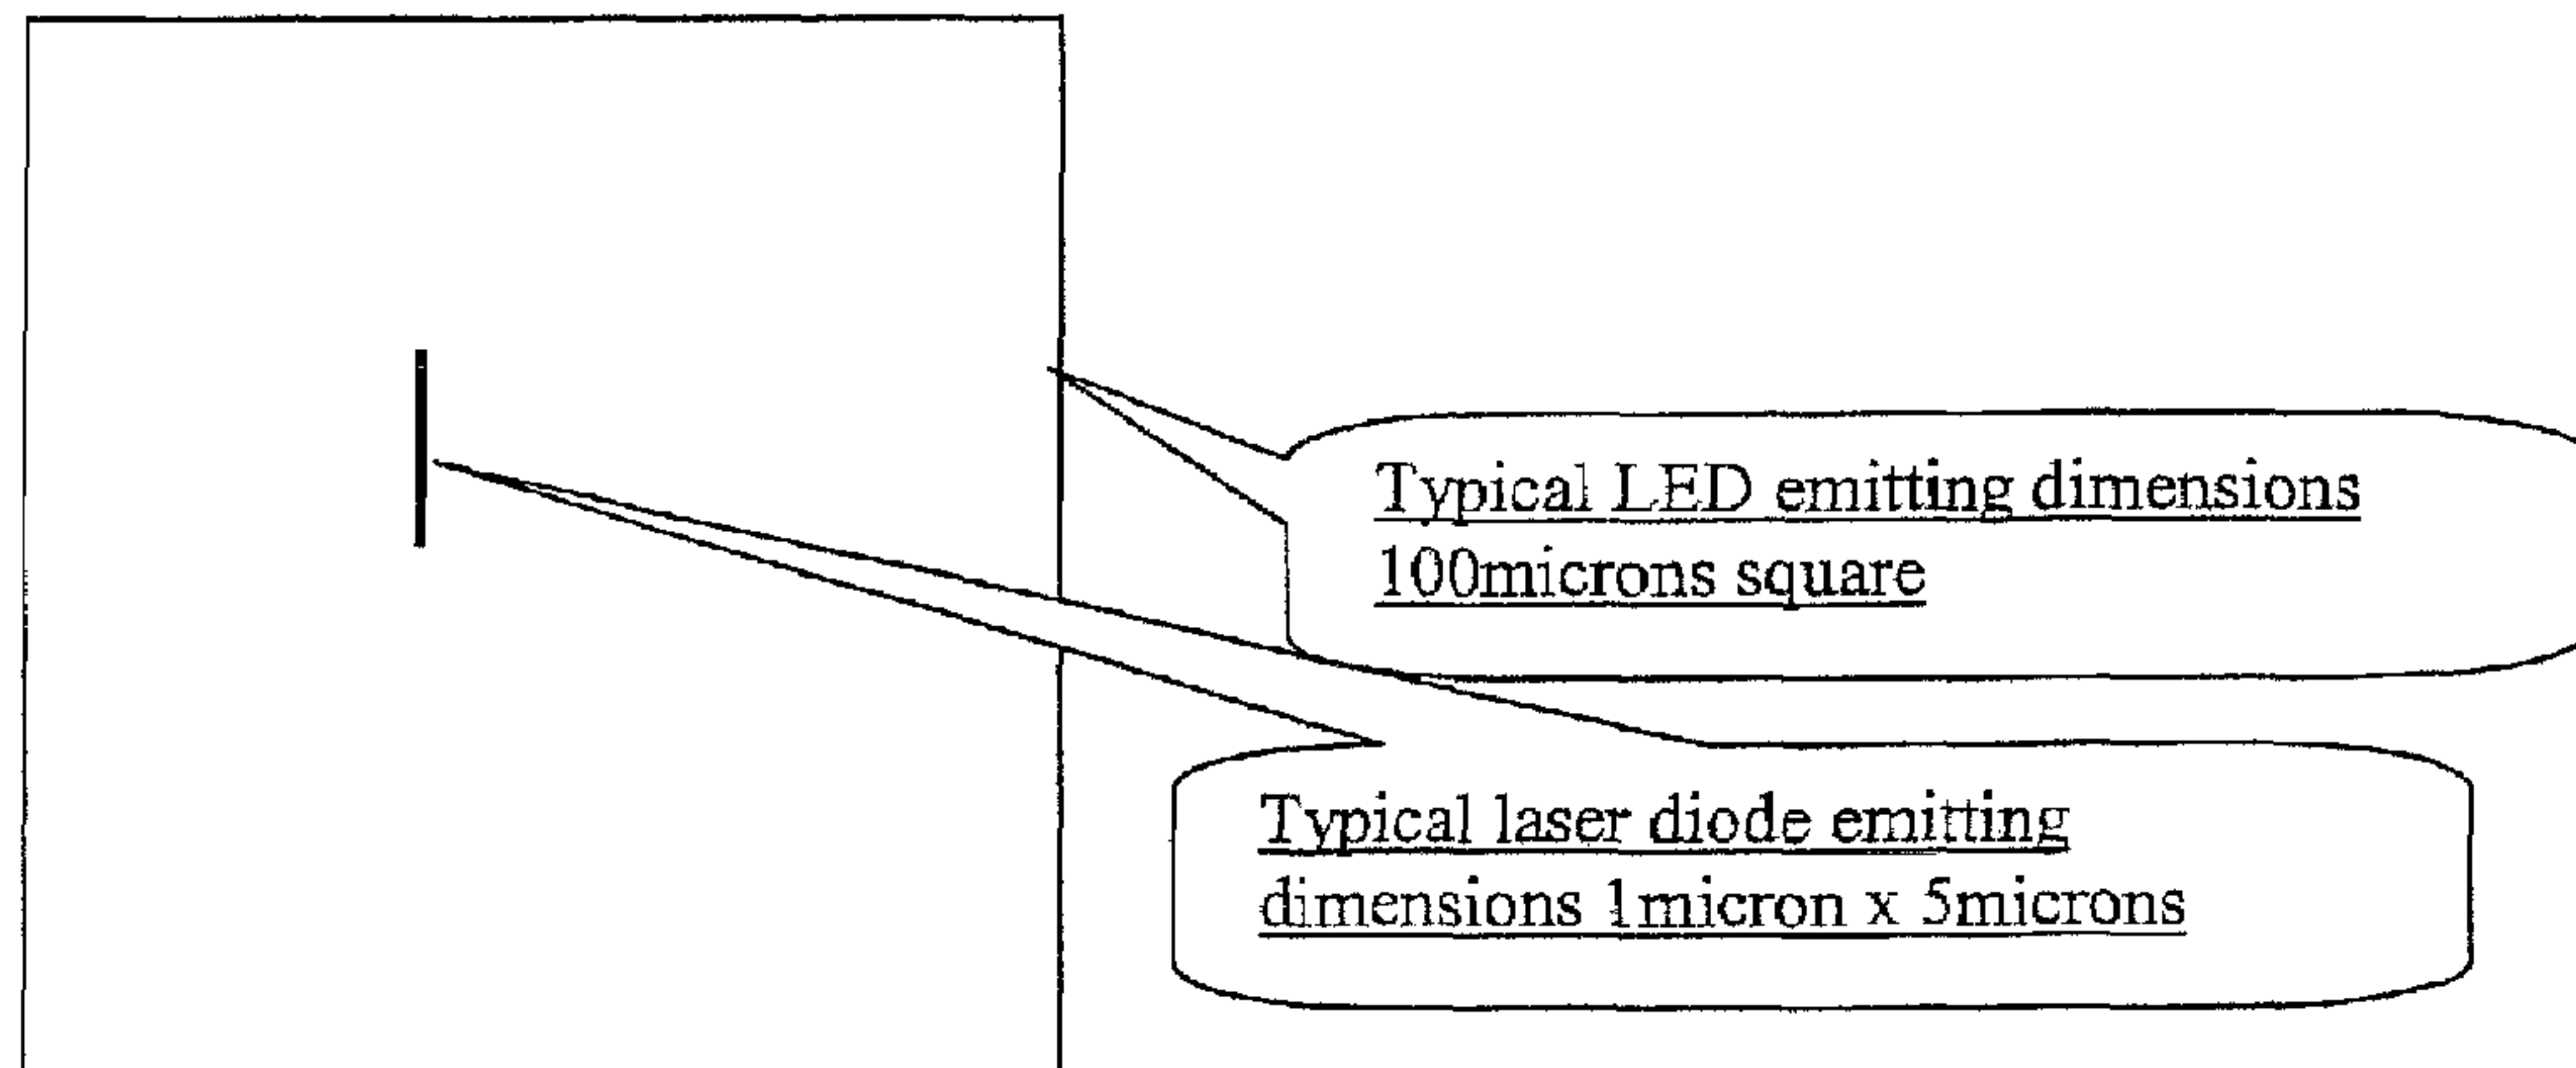 Typical LED emitting dimensions
100microns square
Typical laser diode emitting
dimensions 1micron x 5microns